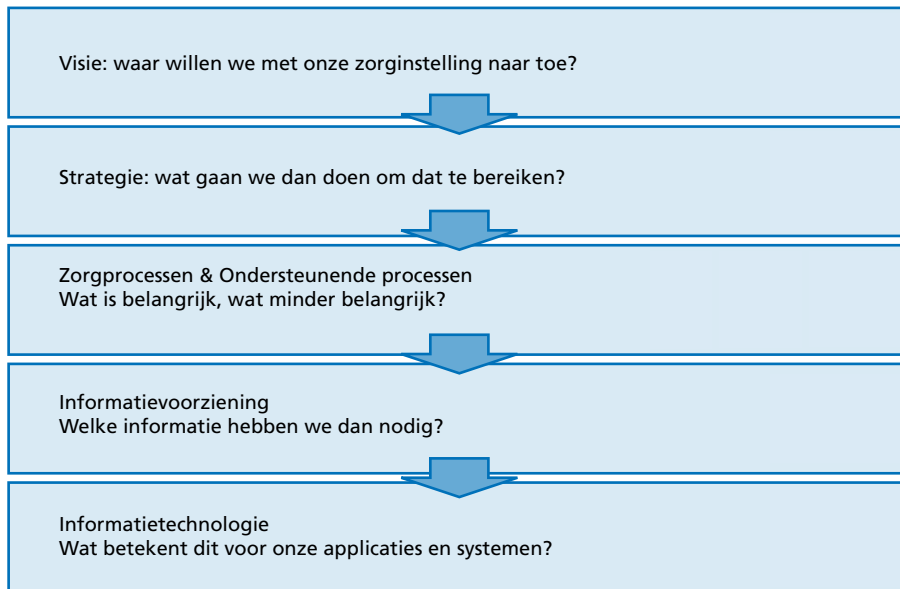 Visie: waar willen we met onze zorginstelling naar toe?
Strategie: wat gaan we dan doen om dat te bereiken?
Zorgprocessen & Ondersteunende processen
Wat is belangrijk, wat minder belangrijk?
Informatievoorziening
Welke informatie hebben we dan nodig?
Informatietechnologie
Wat betekent dit voor onze applicaties en systemen?